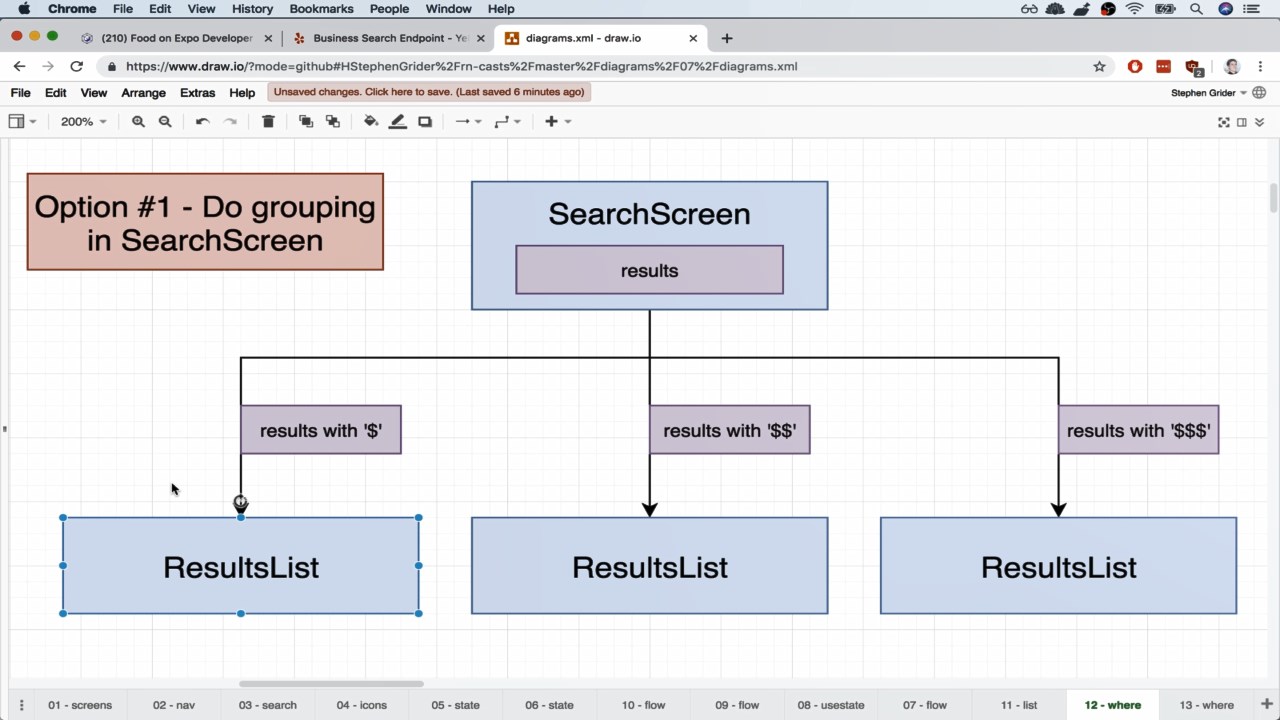 Chrome File Edit View History Bookmarks People Window Help
(210) Food on Expo Developer
Business Search Endpoint - Ye
diagrams.xml - draw.io
https://www.draw.io/?mode=github#HStephenGrider%2Frn-casts%2Fmaster%2Fdiagrams%2F07%2Fdiagrams.xml
2
File Edit View Arrange Extras Help
Unsaved changes. Click here to save. (Last saved 6 minutes ago)
Stephen Grider
200%
Option #1 - Do grouping
in SearchScreen
SearchScreen
results
results with '$'
results with '$$'
results with '$$$'
ResultsList
ResultsList
ResultsList
01 - screens
02 - nav
03 - search
04 - icons
05 - state
06 - state
10 - flow
09 - flow
08 - usestate
07 - flow
11 - list
12 - where
13 - where